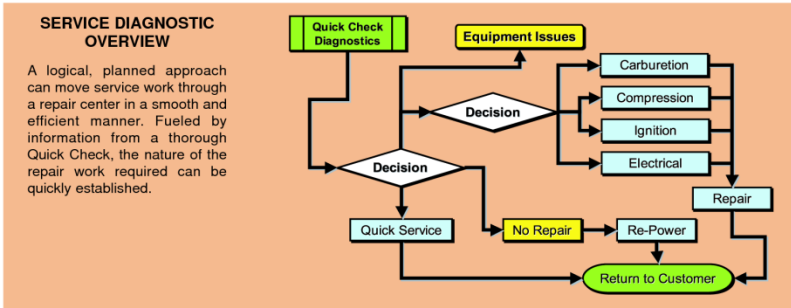 SERVICE DIAGNOSTIC
OVERVIEW
A logical, planned approach
can move service work through
a repair center in a smooth and
efficient manner. Fueled by
information from a thorough
Quick Check, the nature of the
repair work required can be
quickly established.
Quick Check
Diagnostics
Equipment Issues
Carburetion
Compression
Decision
Ignition
Electrical
Decision
Repair
Quick Service
No Repair
Re-Power
Return to Customer